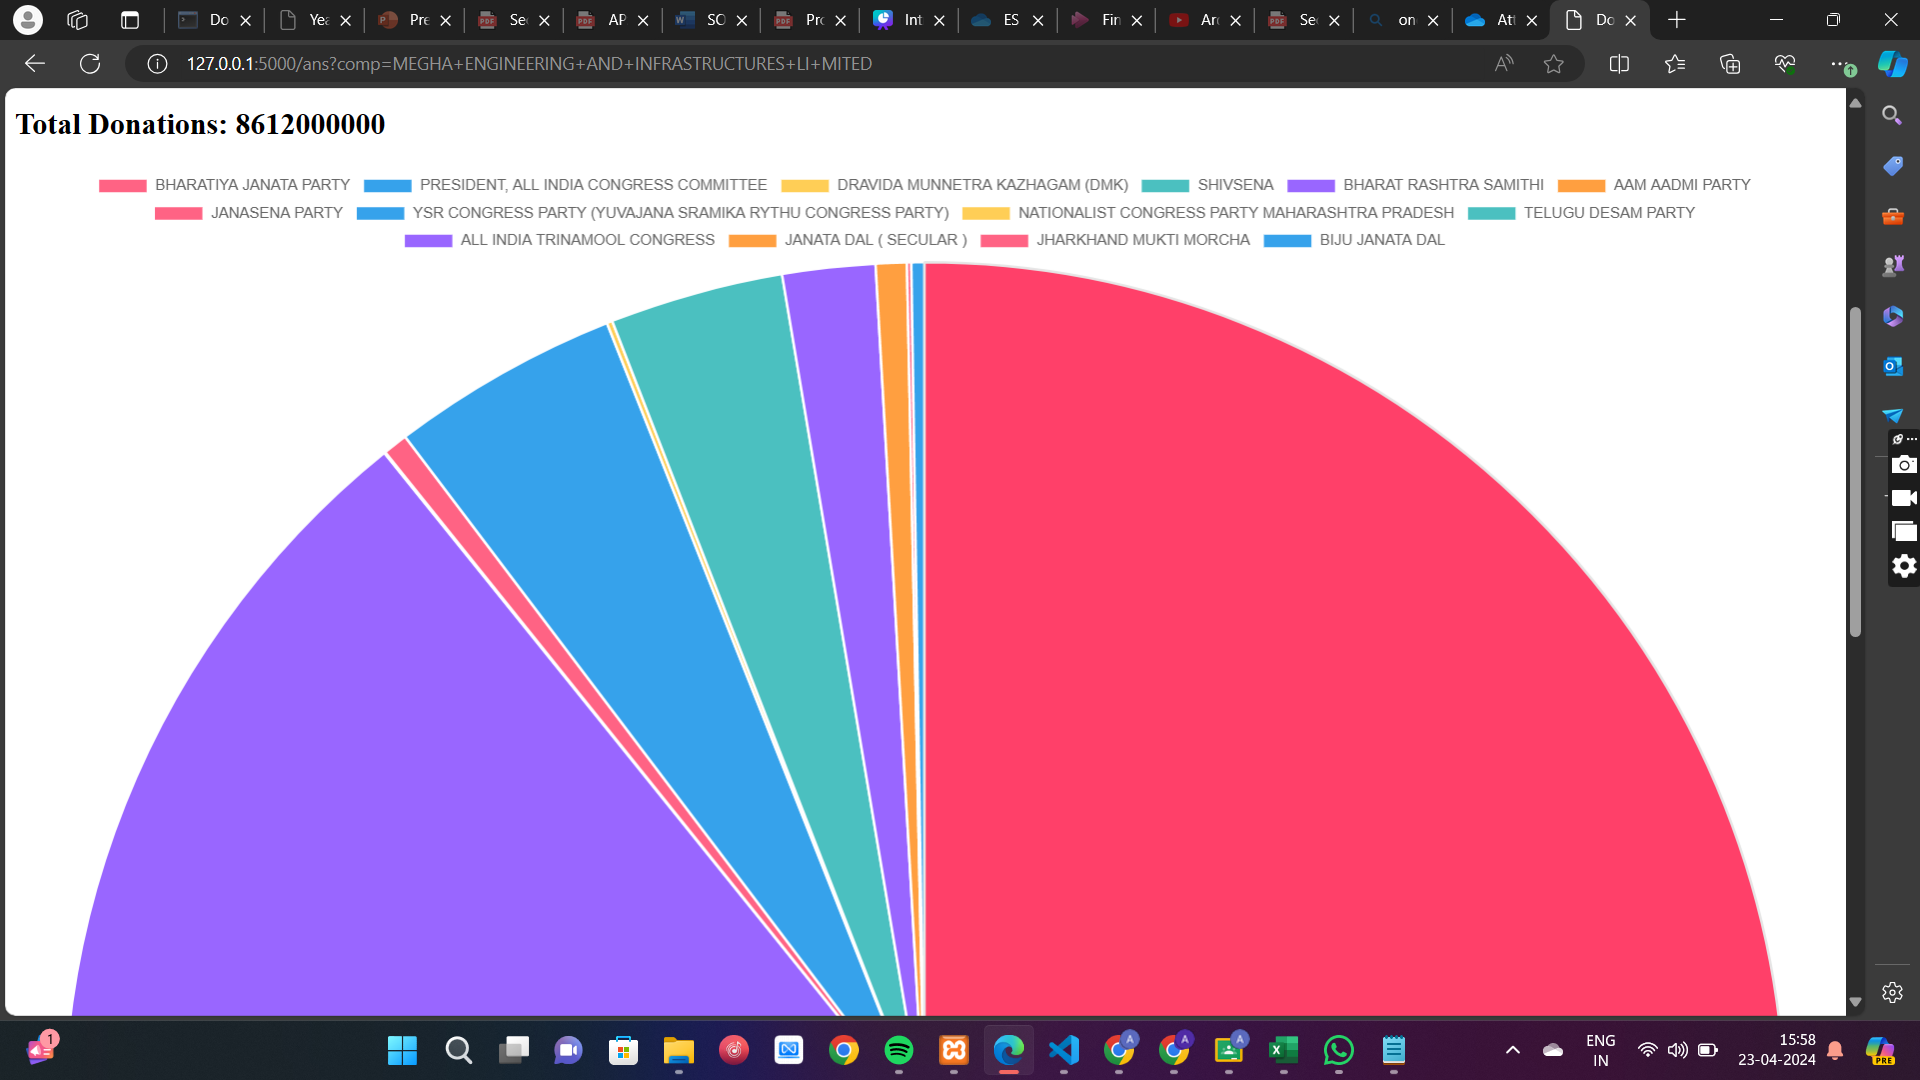 Do
Yea
Pre
Sec
AP
SO
Pro
Int
ES
Fin
Arc
Sec
on
Att
Do
127.0.0.1:5000/ans?comp=MEGHA+ENGINEERING+AND+INFRASTRUCTURES+LI+MITED
Total Donations: 8612000000
BHARATIYA JANATA PARTY PRESIDENT, ALL INDIA CONGRESS COMMITTEE DRAVIDA MUNNETRA KAZHAGAM (DMK) SHIVSENA BHARAT RASHTRA SAMITHI AAM AADMI PARTY
JANASENA PARTY YSR CONGRESS PARTY (YUVAJANA SRAMIKA RYTHU CONGRESS PARTY) NATIONALIST CONGRESS PARTY MAHARASHTRA PRADESH TELUGU DESAM PARTY
ALL INDIA TRINAMOOL CONGRESS JANATA DAL ( SECULAR ) JHARKHAND MUKTI MORCHA BIJU JANATA DAL
1
A
A
A
ENG
IN
15:58
23-04-2024
PRE